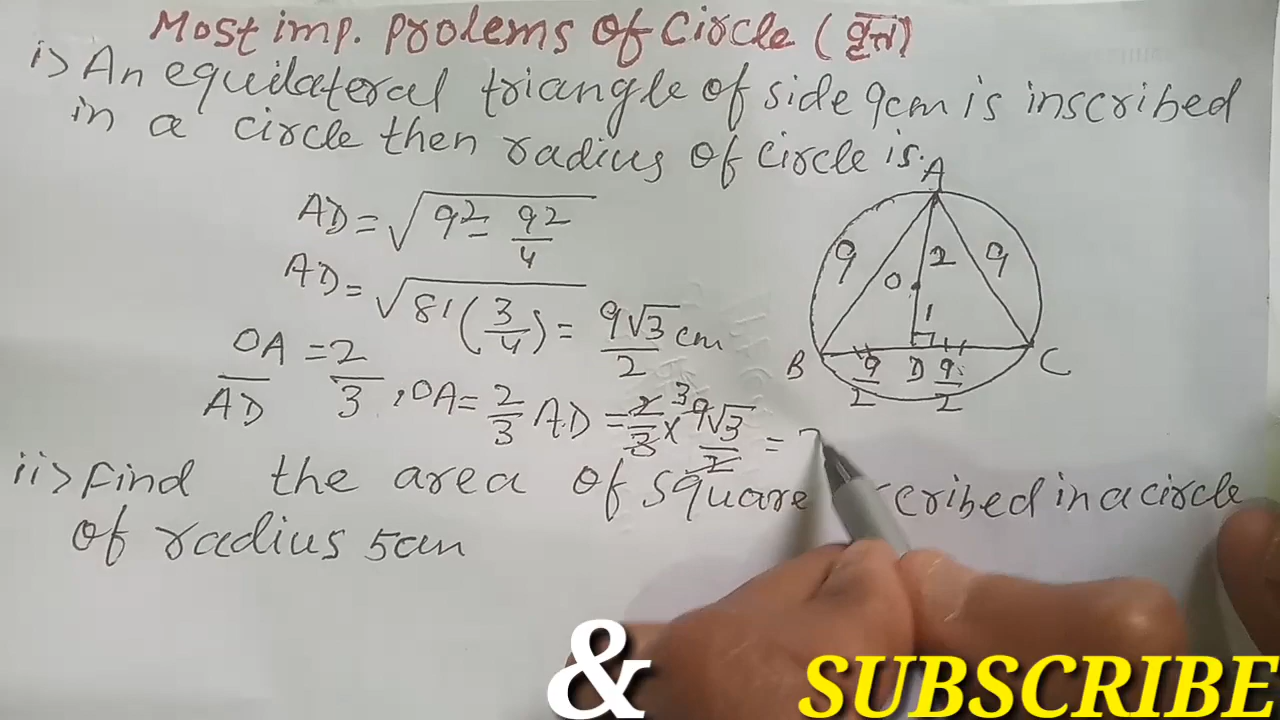 Most imp. prolems of circle (वृत्त)
i> An equilateral triangle of side 9cm is inscribed
in a circle then radius of circle is.
A
AD = √ 9² - 9²/4
AD = √ 81 (3/4) = 9√3/2 cm
9 2 9
O
1
B 9/2 D 9/2 C
OA/AD = 2/3 , OA = 2/3 AD = 2/3 x 3 9√3/2 =
ii> Find the area of square scribed in a circle
of radius 5cm
& SUBSCRIBE